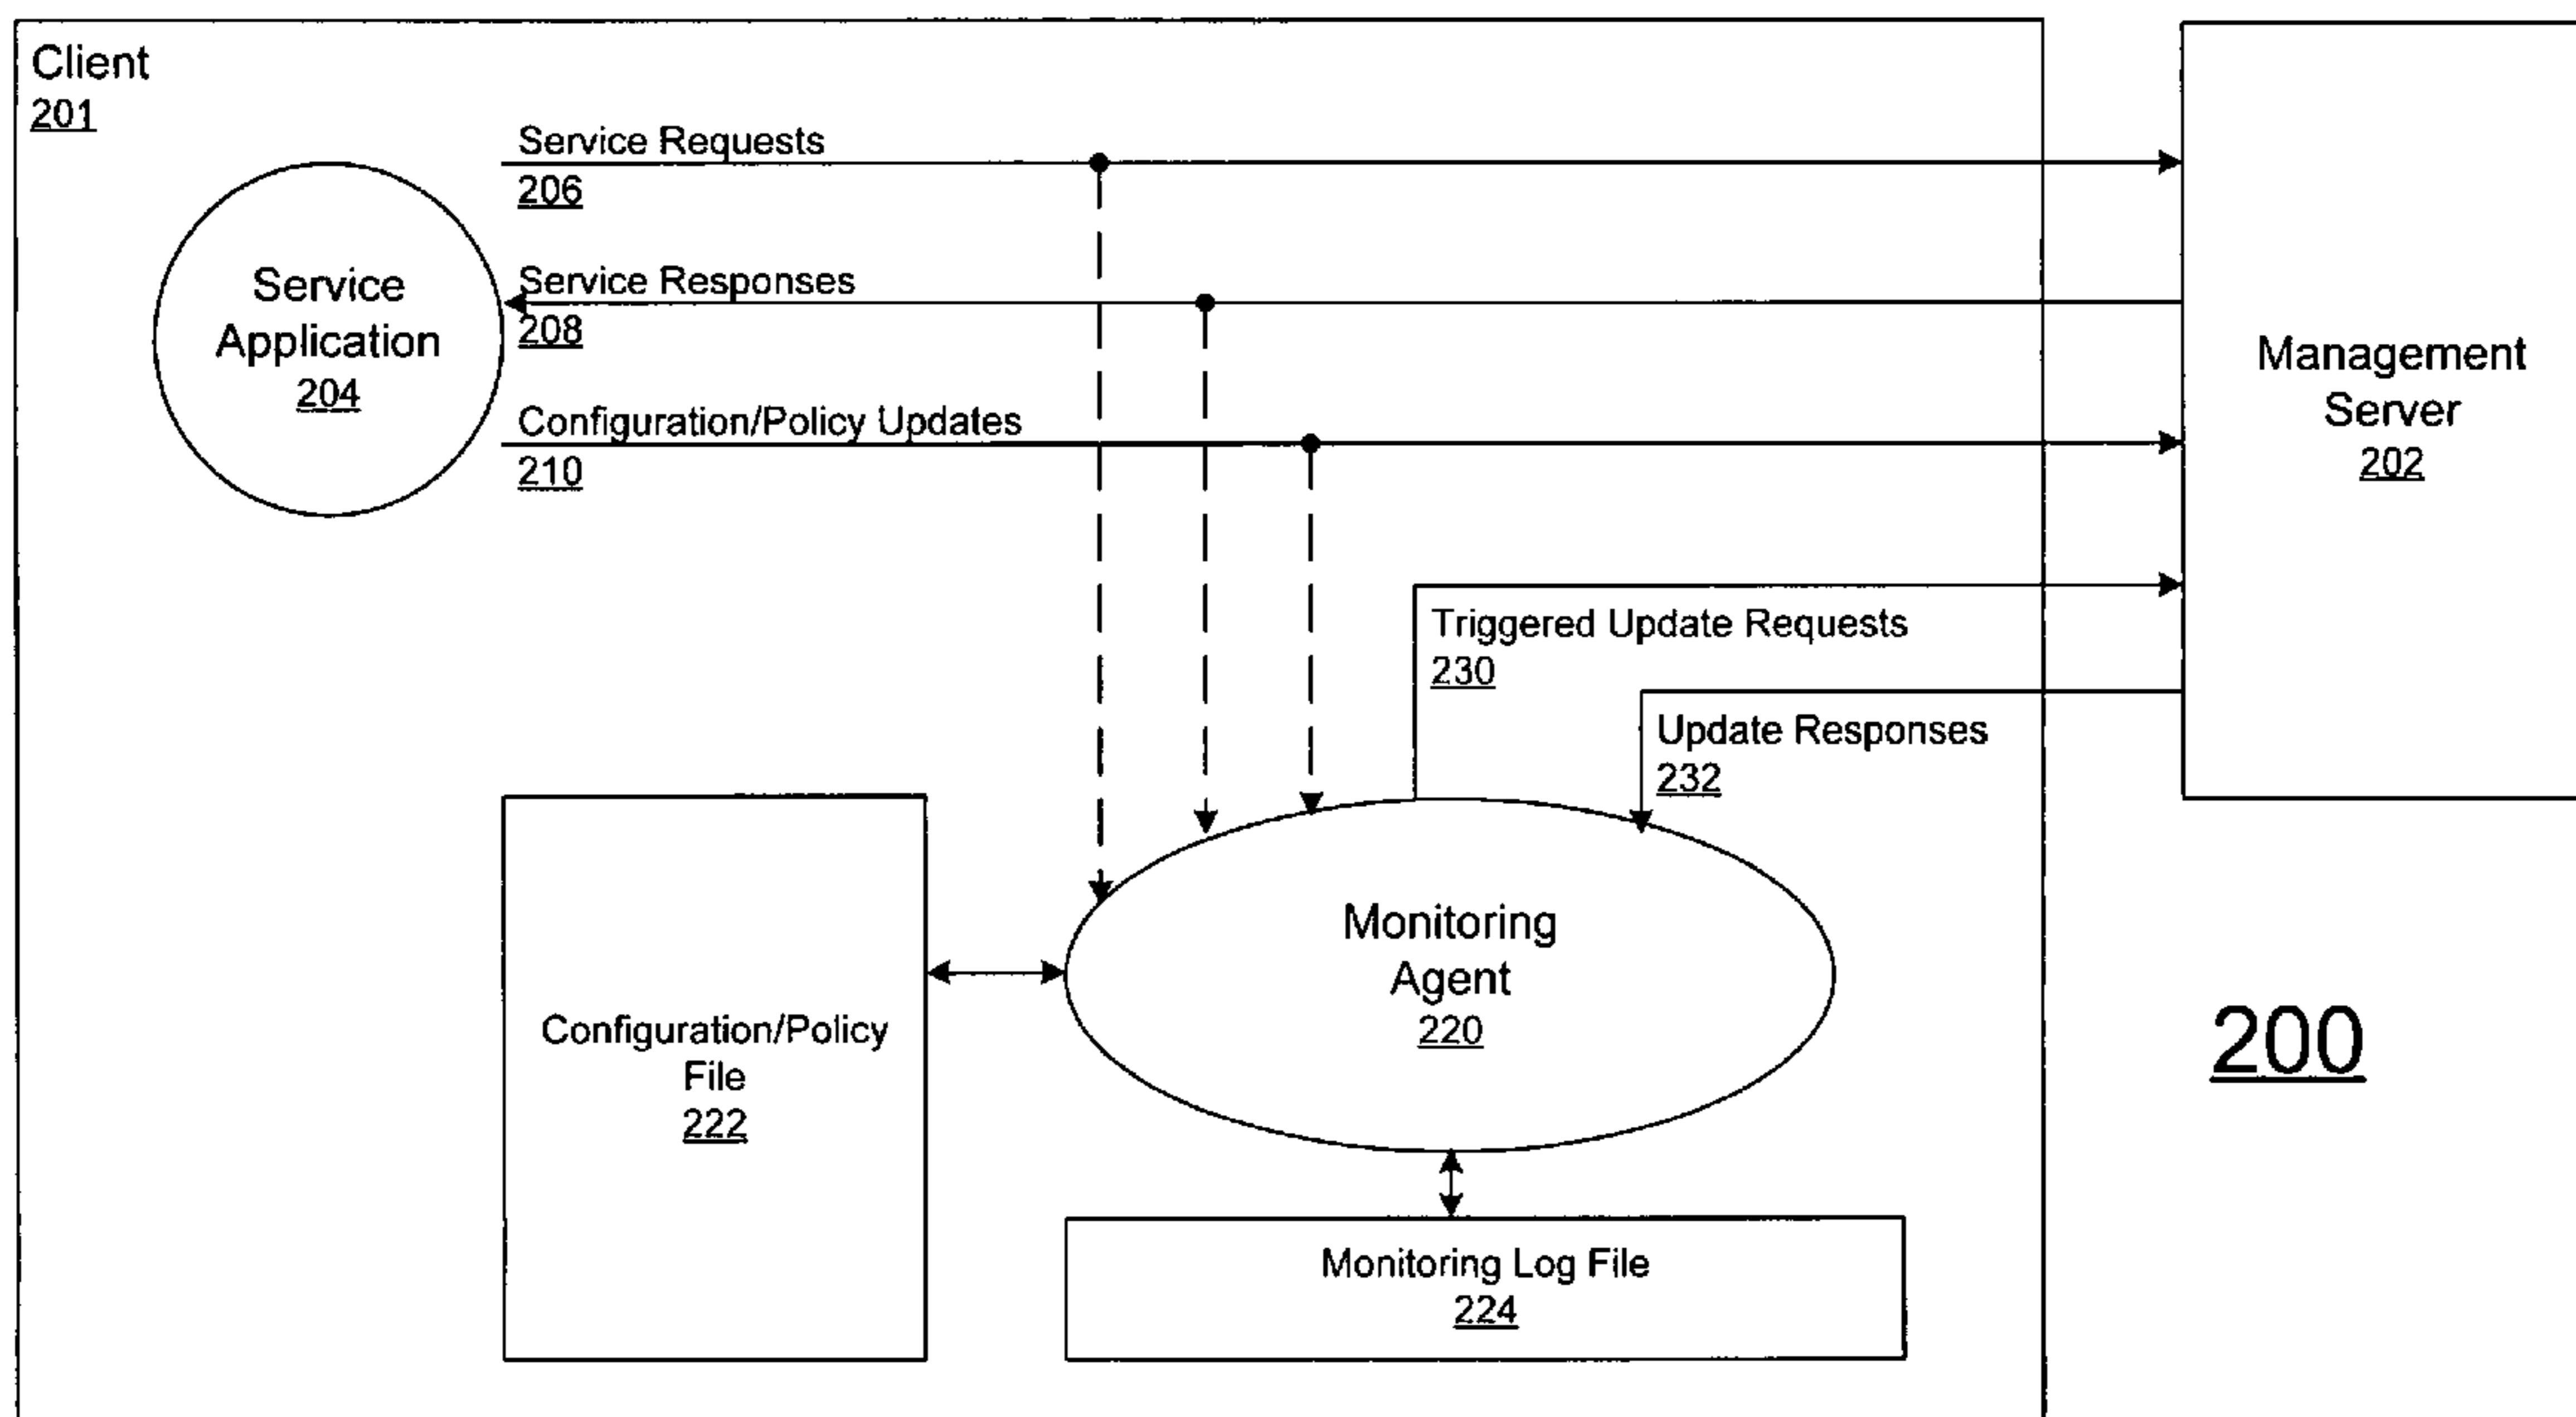 Client
201
Service Requests
206
Service Responses
208
Configuration/Policy Updates
210
Service
Application
204
Management
Server
202
Triggered Update Requests
230
Update Responses
232
Configuration/Policy
File
222
Monitoring
Agent
220
Monitoring Log File
224
200